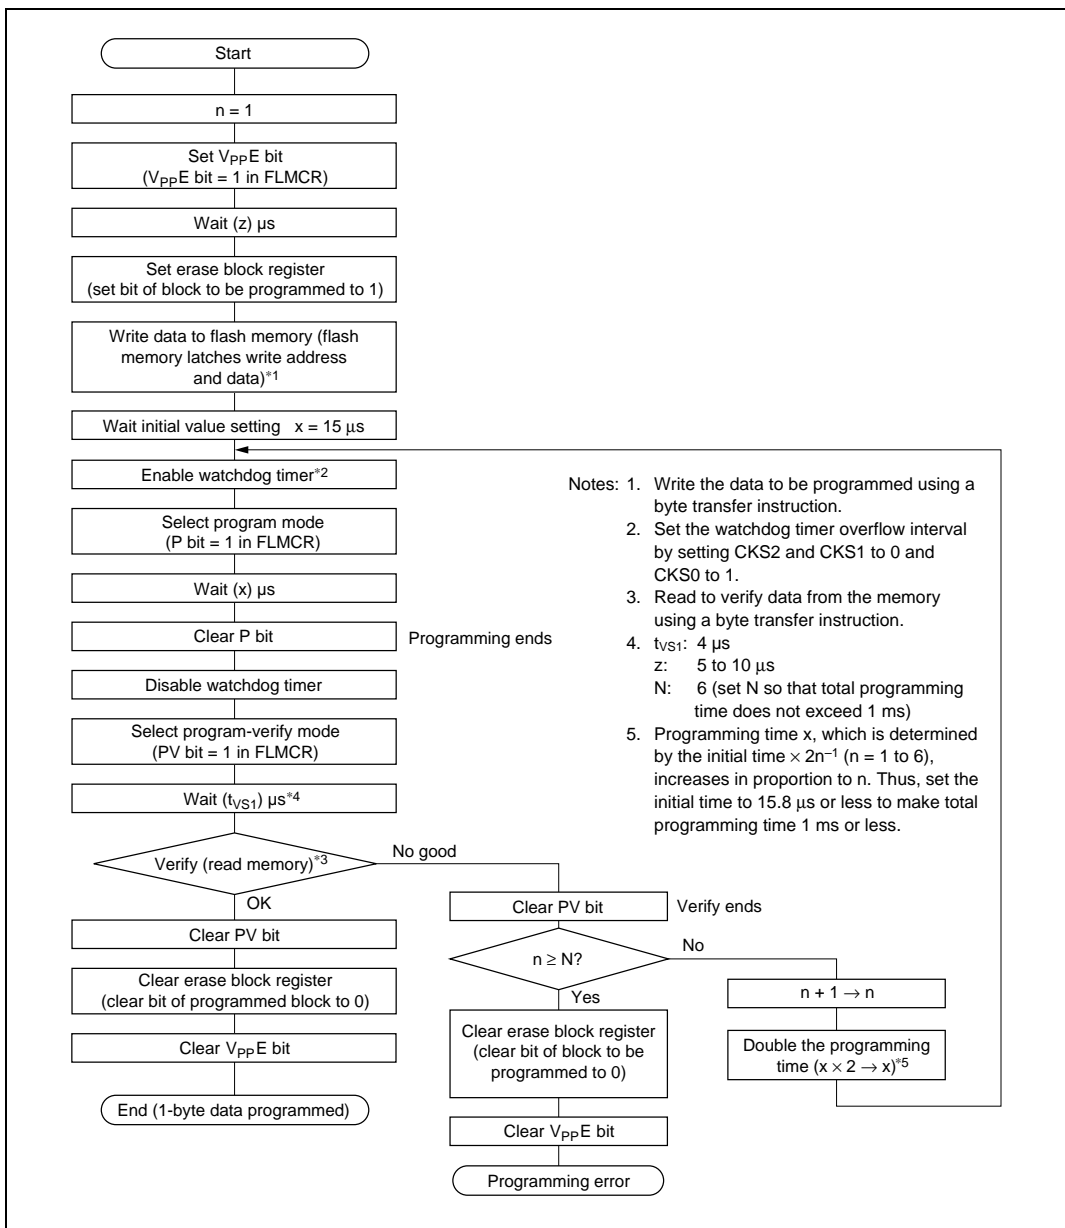 Start
n = 1
Set VPPE bit
(VPPE bit = 1 in FLMCR)
Wait (z) µs
Set erase block register
(set bit of block to be programmed to 1)
Write data to flash memory (flash
memory latches write address
and data)*1
Wait initial value setting x = 15 µs
Enable watchdog timer*2
Select program mode
(P bit = 1 in FLMCR)
Wait (x) µs
Clear P bit
Programming ends
Disable watchdog timer
Select program-verify mode
(PV bit = 1 in FLMCR)
Wait (tVS1) µs*4
Verify (read memory)*3
No good
OK
Clear PV bit
Clear erase block register
(clear bit of programmed block to 0)
Clear VPPE bit
End (1-byte data programmed)
Clear PV bit
Verify ends
n ≥ N?
No
Yes
Clear erase block register
(clear bit of block to be
programmed to 0)
Clear VPPE bit
Programming error
n + 1 → n
Double the programming
time (x × 2 → x)*5
Notes: 1. Write the data to be programmed using a
byte transfer instruction.
2. Set the watchdog timer overflow interval
by setting CKS2 and CKS1 to 0 and
CKS0 to 1.
3. Read to verify data from the memory
using a byte transfer instruction.
4. tVS1: 4 µs
z: 5 to 10 µs
N: 6 (set N so that total programming
time does not exceed 1 ms)
5. Programming time x, which is determined
by the initial time × 2n–1 (n = 1 to 6),
increases in proportion to n. Thus, set the
initial time to 15.8 µs or less to make total
programming time 1 ms or less.